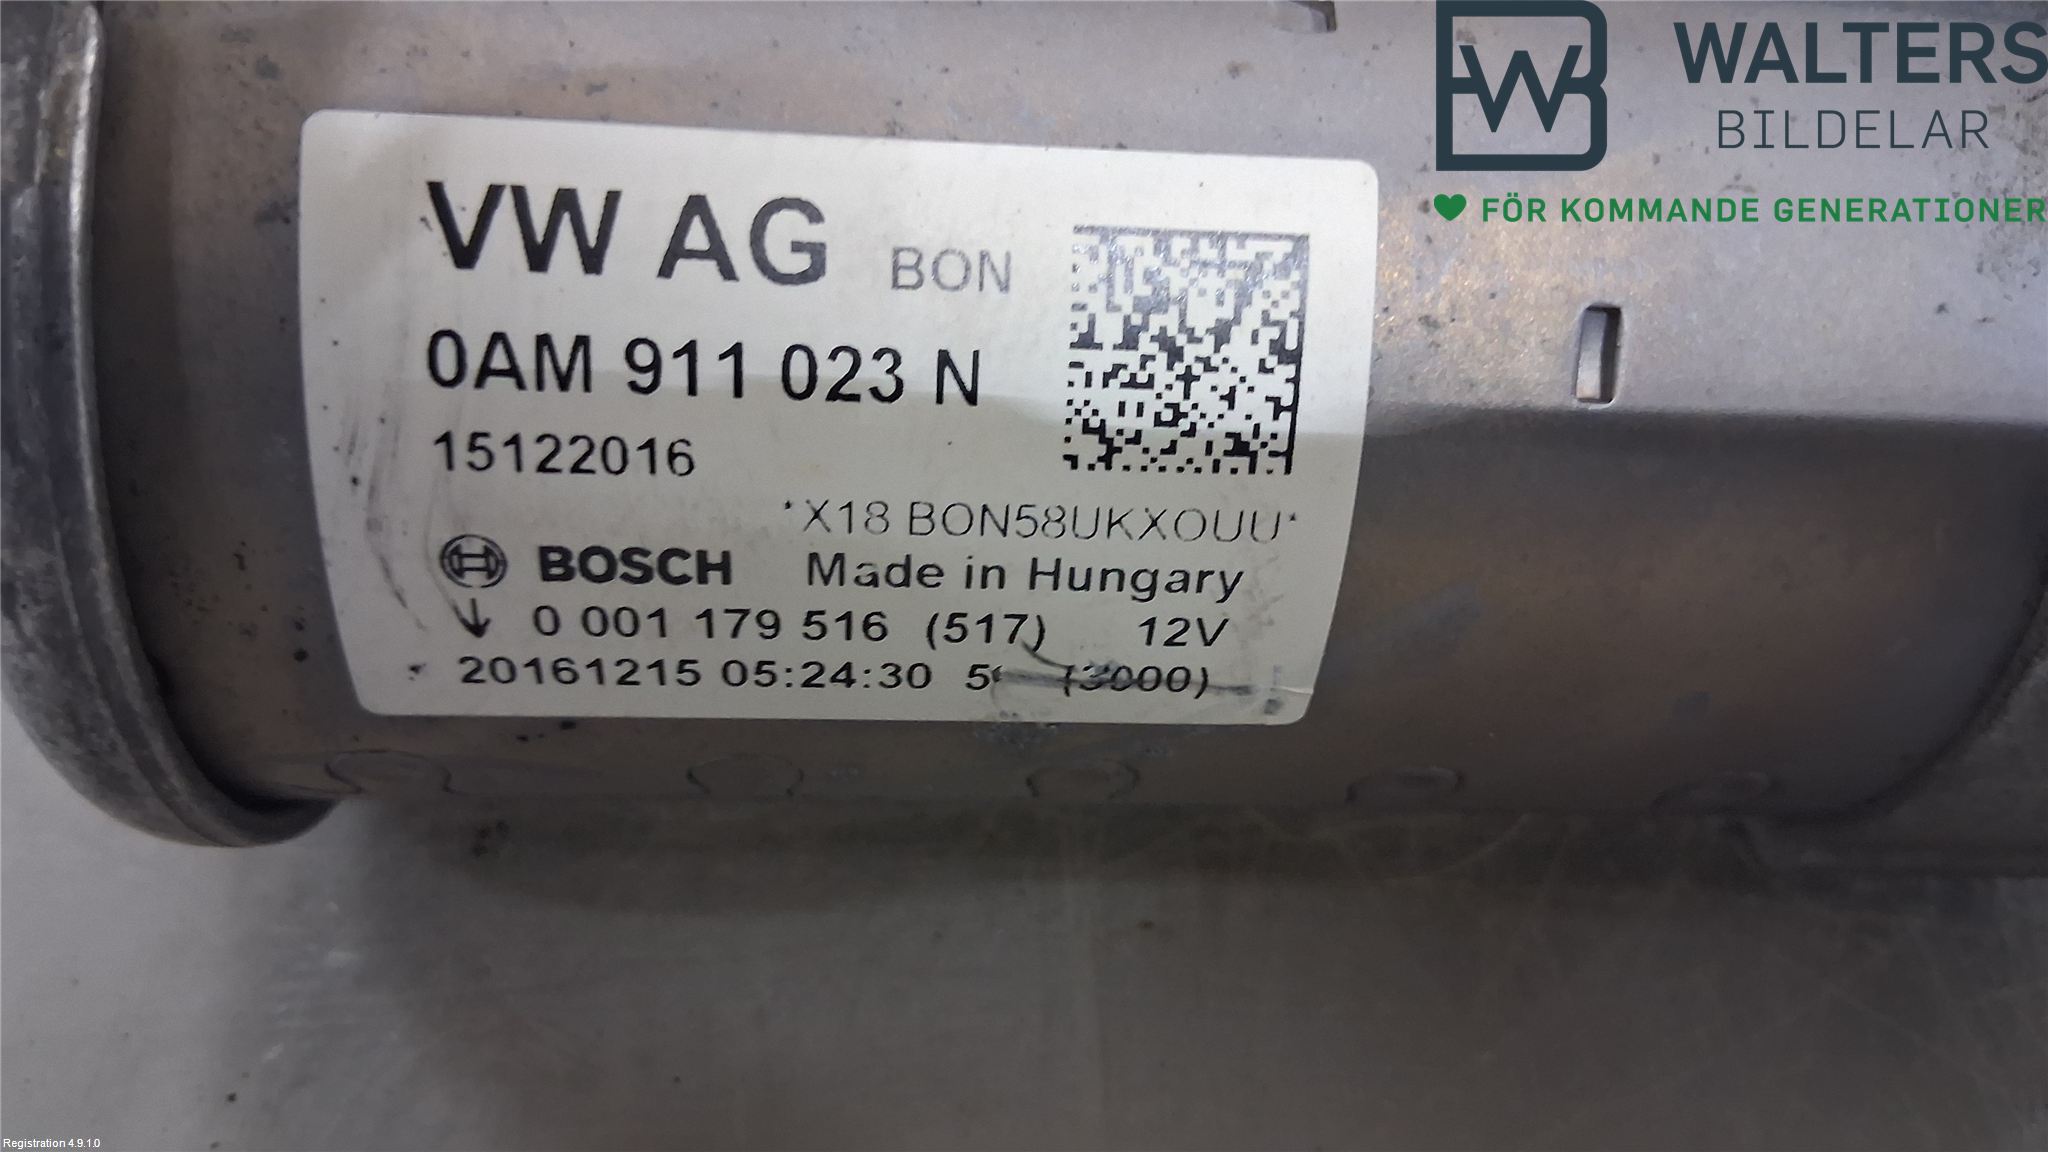 WALTERS
BILDELAR
FÖR KOMMANDE GENERATIONER
VW AG BON
0AM 911 023 N
15122016
*X18 BON58UKXOUU*
BOSCH Made in Hungary
0 001 179 516 (517) 12V
20161215 05:24:30 (3000)
Registration 4.9.1.0